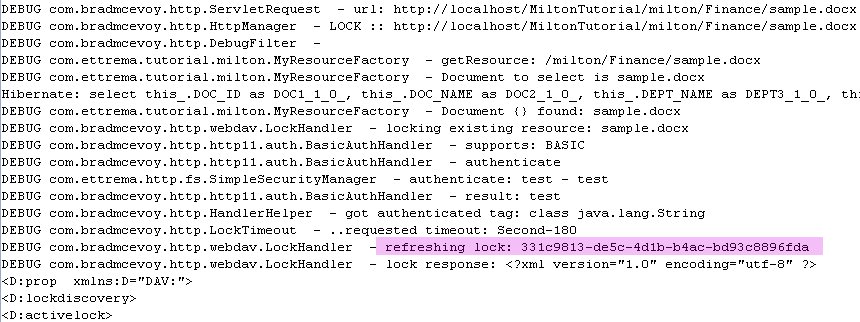 DEBUG com.bradmcevoy.http.ServletRequest - url: http://localhost/MiltonTutorial/milton/Finance/sample.docx
DEBUG com.bradmcevoy.http.HttpManager - LOCK :: http://localhost/MiltonTutorial/milton/Finance/sample.docx
DEBUG com.bradmcevoy.http.DebugFilter -
DEBUG com.ettrema.tutorial.milton.MyResourceFactory - getResource: /milton/Finance/sample.docx
DEBUG com.ettrema.tutorial.milton.MyResourceFactory - Document to select is sample.docx
Hibernate: select this_.DOC_ID as DOC1_1_0_, this_.DOC_NAME as DOC2_1_0_, this_.DEPT_NAME as DEPT3_1_0_,
DEBUG com.ettrema.tutorial.milton.MyResourceFactory - Document {} found: sample.docx
DEBUG com.bradmcevoy.http.webdav.LockHandler - locking existing resource: sample.docx
DEBUG com.bradmcevoy.http.http11.auth.BasicAuthHandler - supports: BASIC
DEBUG com.bradmcevoy.http.http11.auth.BasicAuthHandler - authenticate
DEBUG com.ettrema.http.fs.SimpleSecurityManager - authenticate: test - test
DEBUG com.bradmcevoy.http.http11.auth.BasicAuthHandler - result: test
DEBUG com.bradmcevoy.http.HandlerHelper - got authenticated tag: class java.lang.String
DEBUG com.bradmcevoy.http.LockTimeout - ..requested timeout: Second-180
DEBUG com.bradmcevoy.http.webdav.LockHandler - refreshing lock: 331c9813-de5c-4d1b-b4ac-bd93c8896fda
DEBUG com.bradmcevoy.http.webdav.LockHandler - lock response: <?xml version="1.0" encoding="utf-8" ?>
<D:prop xmlns:D="DAV:">
<D:lockdiscovery>
<D:activelock>